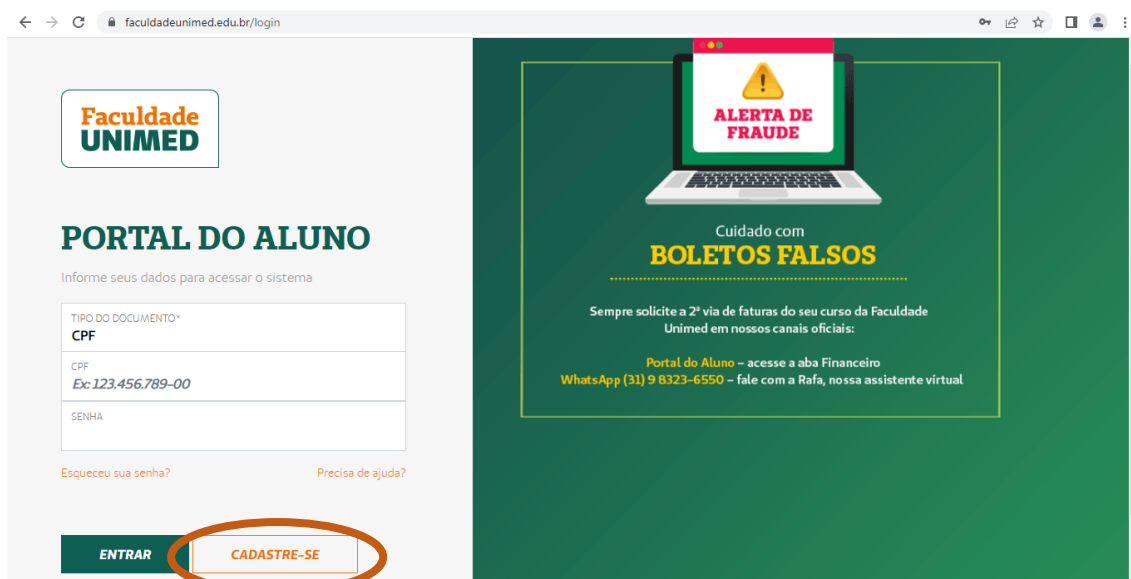 faculdadeunimed.edu.br/login
Faculdade
UNIMED
PORTAL DO ALUNO
Informe seus dados para acessar o sistema
TIPO DO DOCUMENTO*
CPF
CPF
Ex: 123.456.789-00
SENHA
Esqueceu sua senha? Precisa de ajuda?
ENTRAR CADASTRE-SE
ALERTA DE
FRAUDE
Cuidado com
BOLETOS FALSOS
Sempre solicite a 2ª via de faturas do seu curso da Faculdade
Unimed em nossos canais oficiais:
Portal do Aluno – acesse a aba Financeiro
WhatsApp (31) 9 8323-6550 – fale com a Rafa, nossa assistente virtual